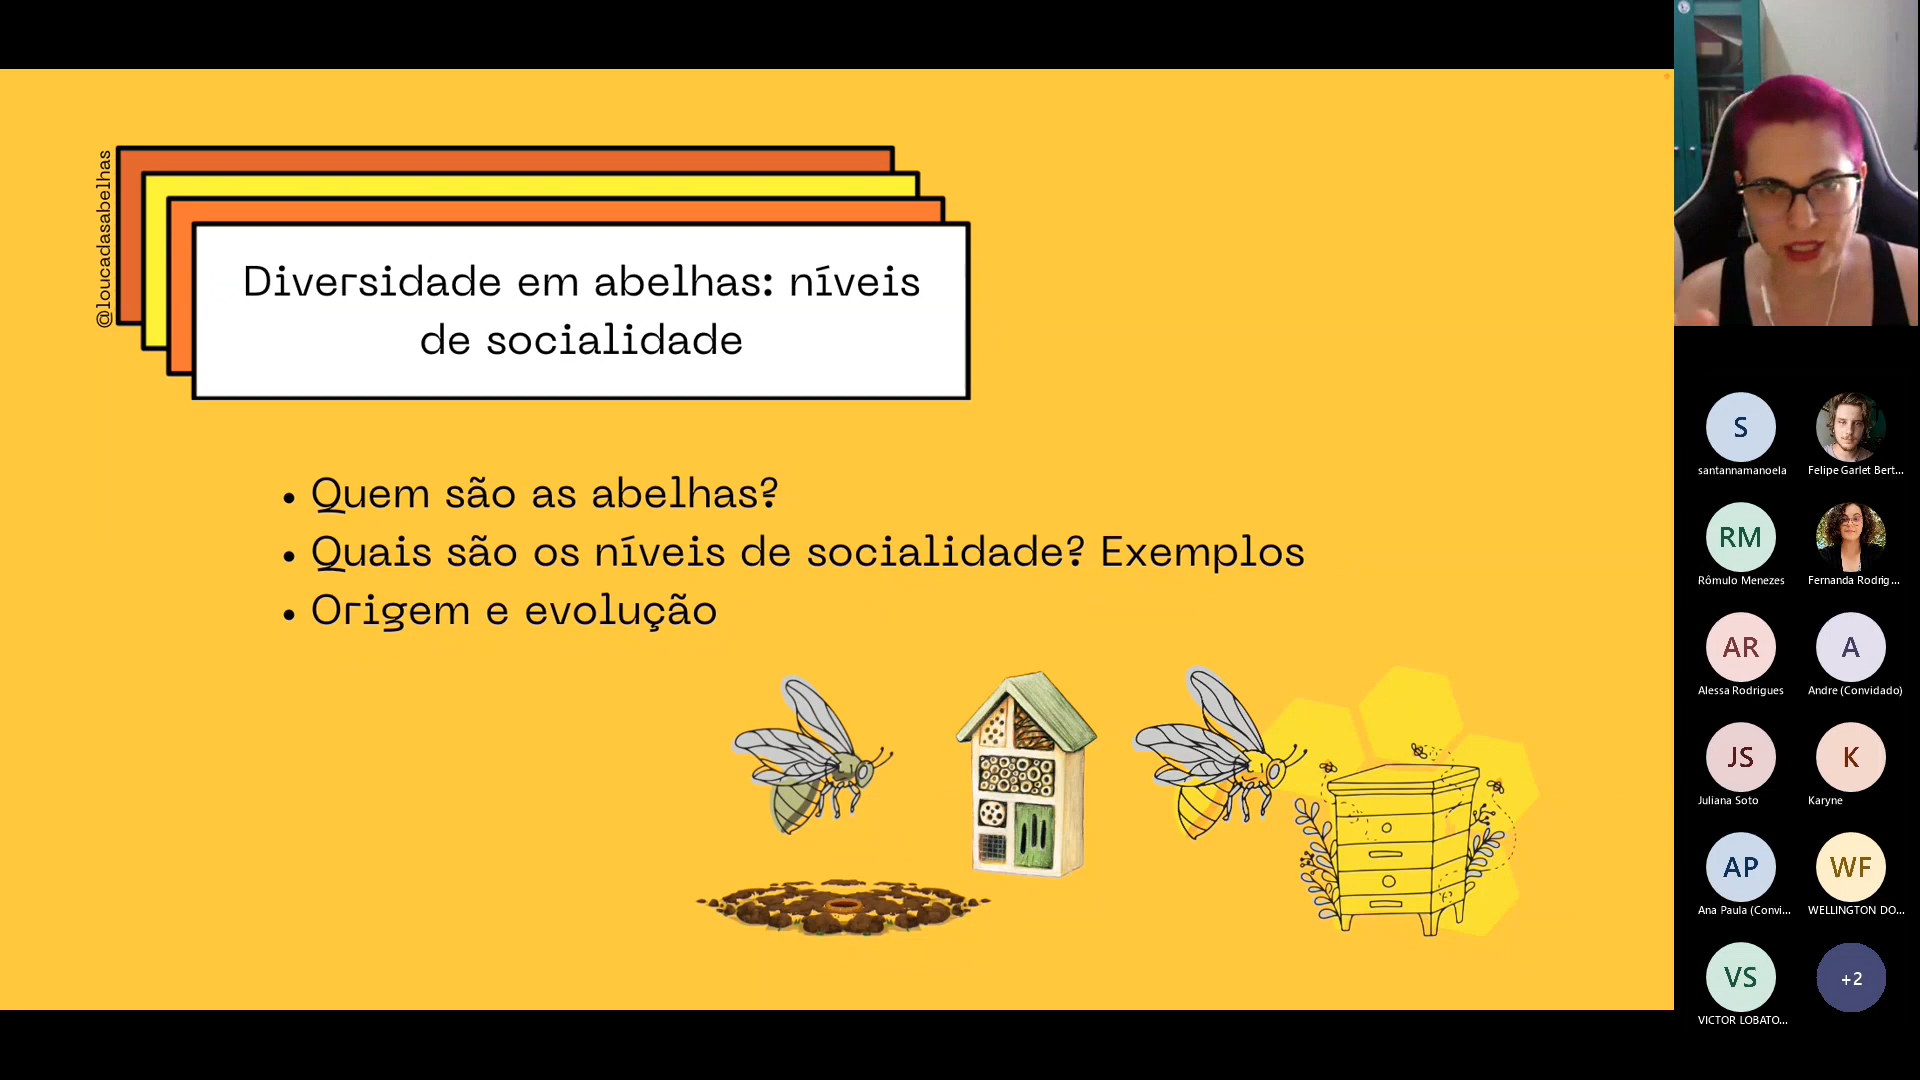 @loucadasabelhas
Diversidade em abelhas: níveis
de socialidade
• Quem são as abelhas?
• Quais são os níveis de socialidade? Exemplos
• Origem e evolução
S
santannamanoela
Felipe Garlet Bert...
RM
Rômulo Menezes
Fernanda Rodrig...
AR
Alessa Rodrigues
A
Andre (Convidado)
JS
Juliana Soto
K
Karyne
AP
Ana Paula (Convi...
WF
WELLINGTON DO...
VS
VICTOR LOBATO...
+2